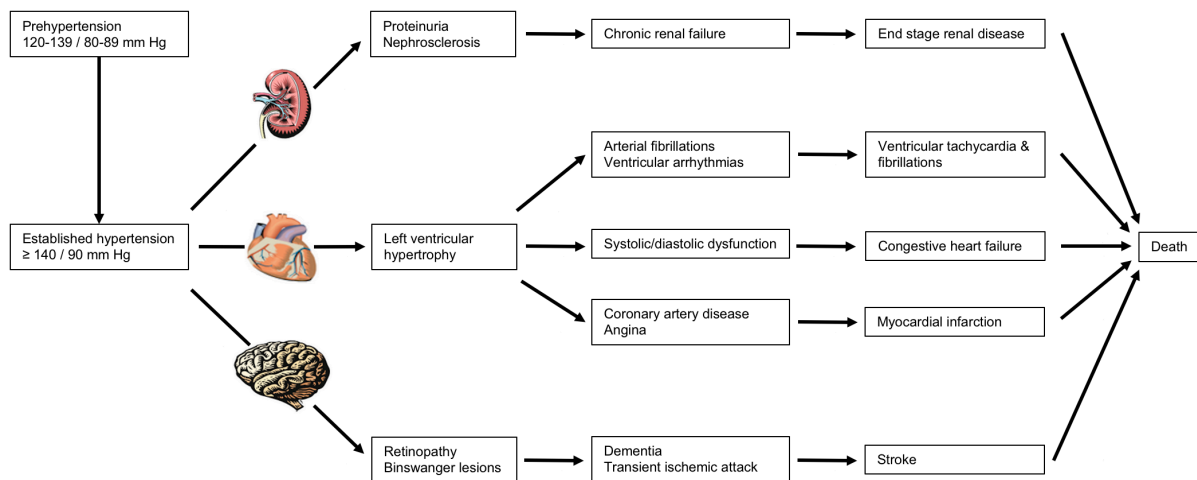 Prehypertension
120-139 / 80-89 mm Hg
Proteinuria
Nephrosclerosis
Chronic renal failure
End stage renal disease
Arterial fibrillations
Ventricular arrhythmias
Ventricular tachycardia &
fibrillations
Established hypertension
≥ 140 / 90 mm Hg
Left ventricular
hypertrophy
Systolic/diastolic dysfunction
Congestive heart failure
Death
Coronary artery disease
Angina
Myocardial infarction
Retinopathy
Binswanger lesions
Dementia
Transient ischemic attack
Stroke